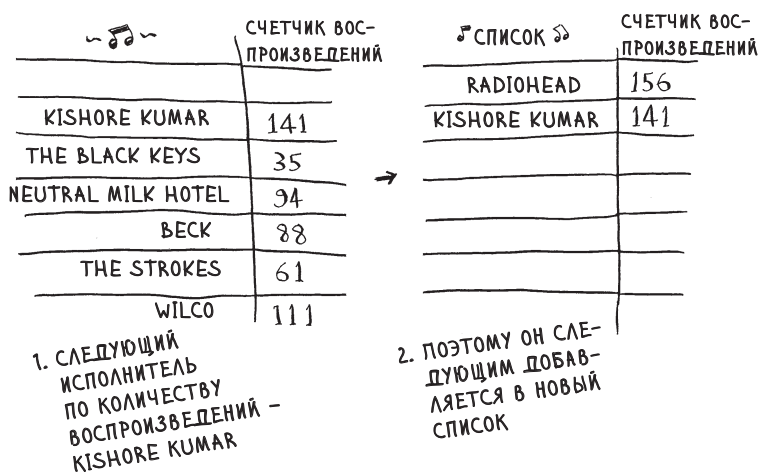 СЧЕТЧИК ВОС-
ПРОИЗВЕДЕНИЙ
KISHORE KUMAR 141
THE BLACK KEYS 35
NEUTRAL MILK HOTEL 94
BECK 88
THE STROKES 61
WILCO 111
1. СЛЕДУЮЩИЙ
ИСПОЛНИТЕЛЬ
ПО КОЛИЧЕСТВУ
ВОСПРОИЗВЕДЕНИЙ –
KISHORE KUMAR
СПИСОК
СЧЕТЧИК ВОС-
ПРОИЗВЕДЕНИЙ
RADIOHEAD 156
KISHORE KUMAR 141
2. ПОЭТОМУ ОН СЛЕ-
ДУЮЩИМ ДОБАВ-
ЛЯЕТСЯ В НОВЫЙ
СПИСОК